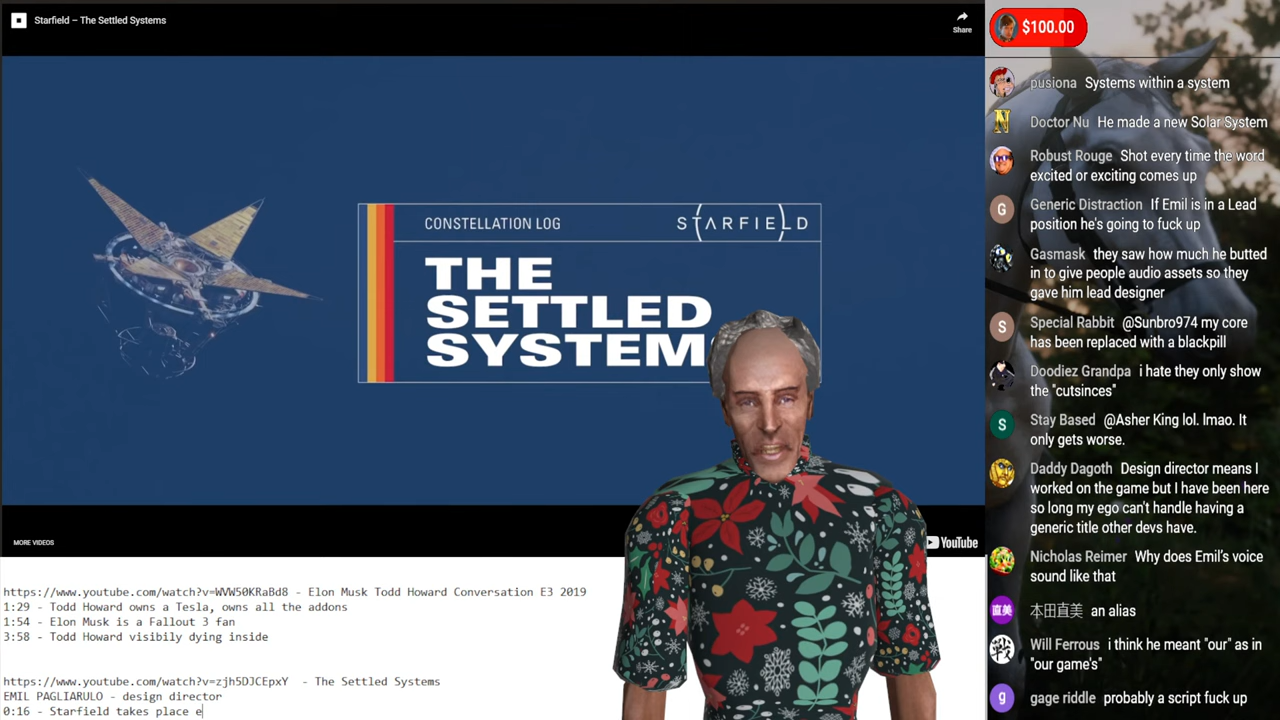 Starfield – The Settled Systems
Share
$100.00
CONSTELLATION LOG
STARFIELD
THE
SETTLED
SYSTEM
MORE VIDEOS
YouTube
https://www.youtube.com/watch?v=WVW50KRaBd8 - Elon Musk Todd Howard Conversation E3 2019
1:29 - Todd Howard owns a Tesla, owns all the addons
1:54 - Elon Musk is a Fallout 3 fan
3:58 - Todd Howard visibily dying inside
https://www.youtube.com/watch?v=zjh5DJCEpxY - The Settled Systems
EMIL PAGLIARULO - design director
0:16 - Starfield takes place e
pusiona Systems within a system
N
Doctor Nu He made a new Solar System
Robust Rouge Shot every time the word
excited or exciting comes up
G
Generic Distraction If Emil is in a Lead
position he's going to fuck up
Gasmask they saw how much he butted
in to give people audio assets so they
gave him lead designer
S
Special Rabbit @Sunbro974 my core
has been replaced with a blackpill
Doodiez Grandpa i hate they only show
the "cutsinces"
S
Stay Based @Asher King lol. lmao. It
only gets worse.
Daddy Dagoth Design director means I
worked on the game but I have been here
so long my ego can't handle having a
generic title other devs have.
Nicholas Reimer Why does Emil's voice
sound like that
直美
本田直美 an alias
Will Ferrous i think he meant "our" as in
"our game's"
g
gage riddle probably a script fuck up